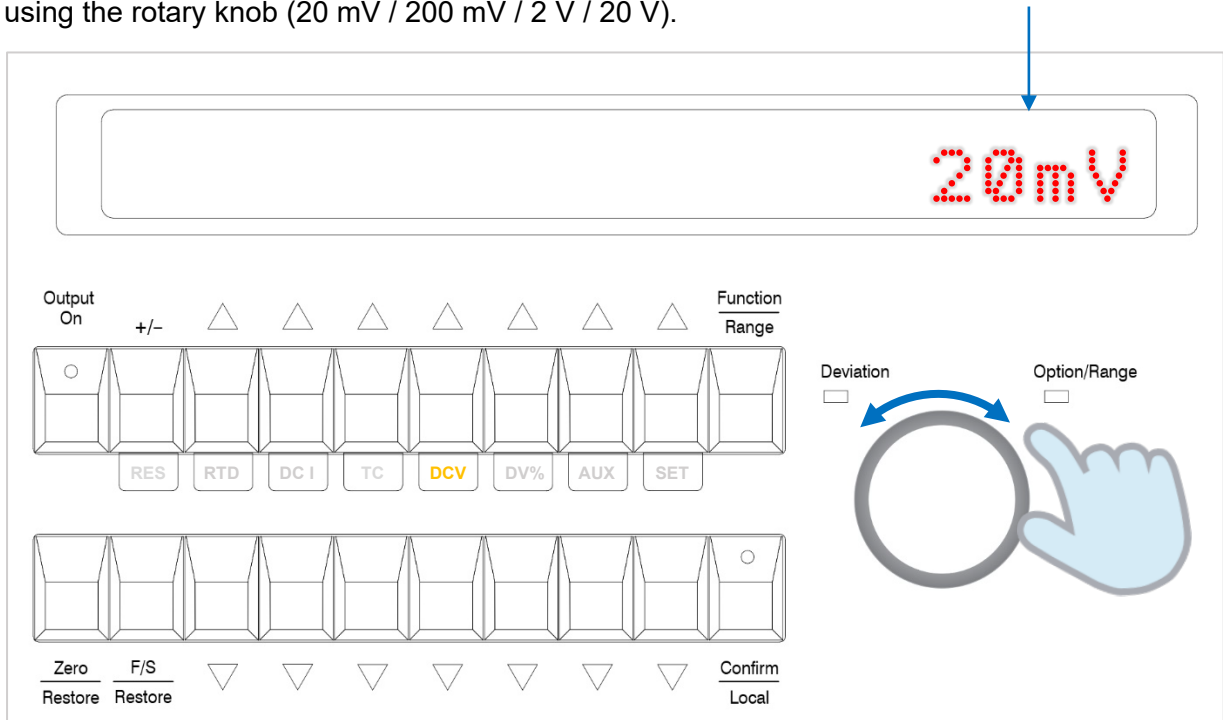 using the rotary knob (20 mV / 200 mV / 2 V / 20 V).
20mV
Output
On
+/−
Function
Range
Deviation
Option/Range
RES RTD DC I TC DCV DV% AUX SET
Zero
Restore
F/S
Restore
Confirm
Local